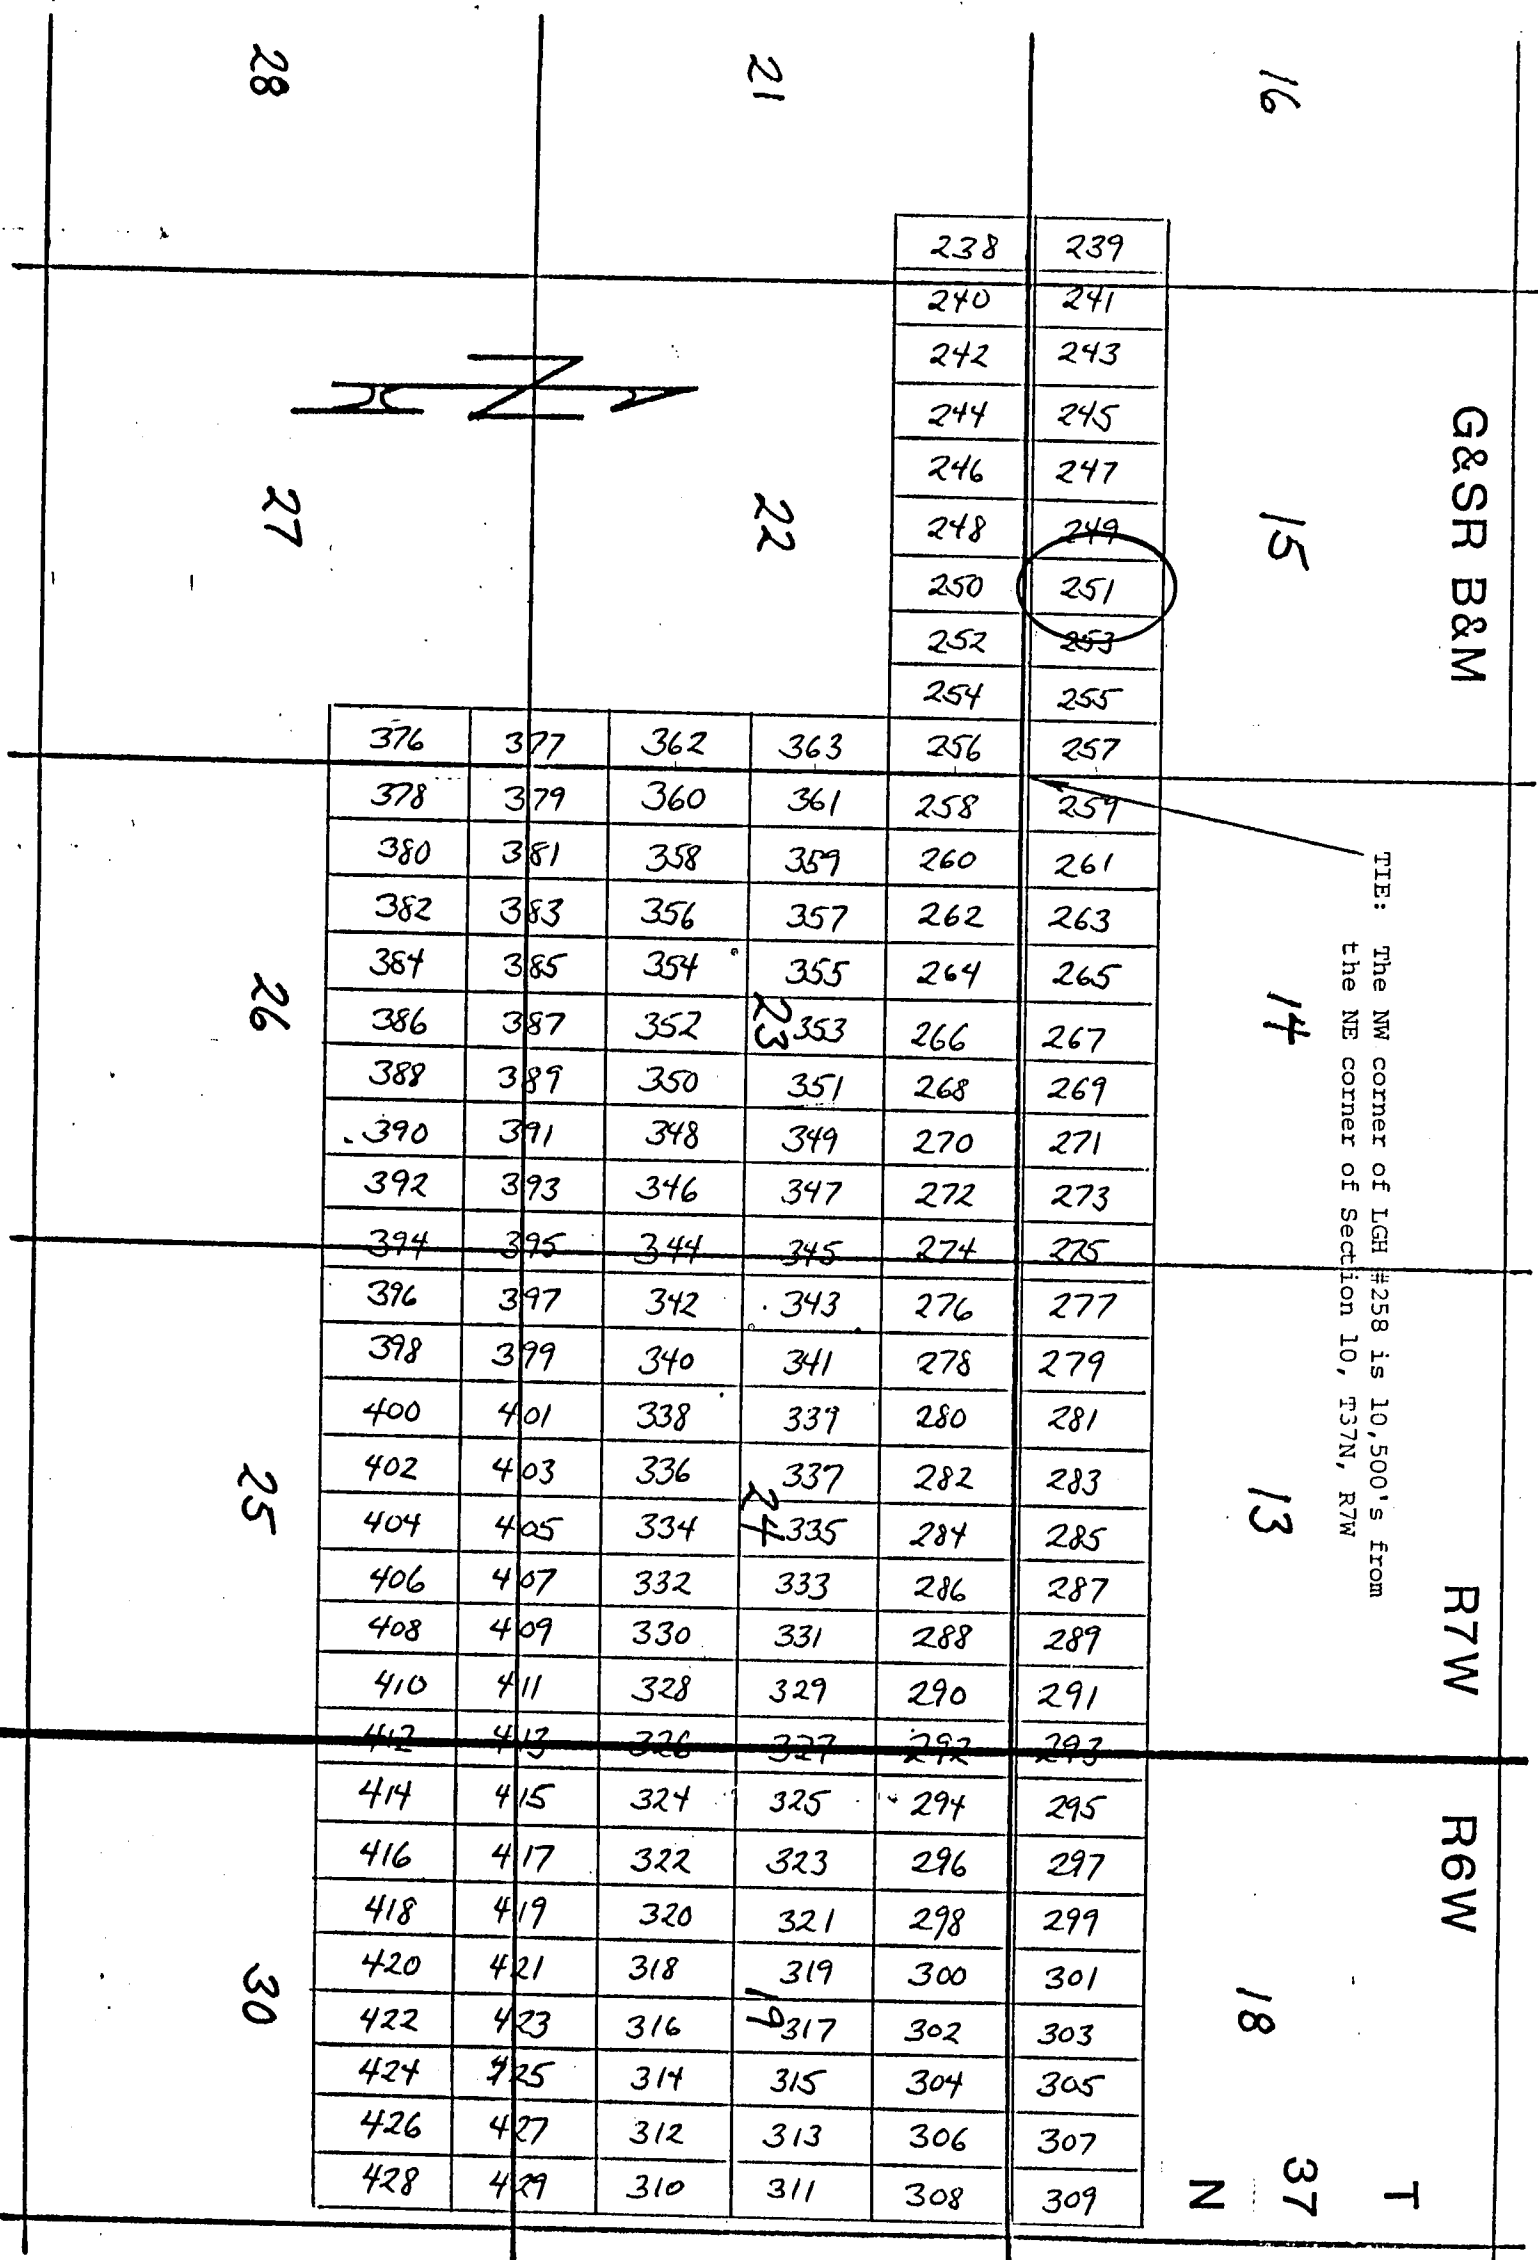 G&SR B&M
R7W
R6W
T
37
N
TIE: The NW corner of LGH #258 is 10,500's from
the NE corner of Section 10, T37N, R7W
16
15
14
13
18
21
22
23
24
19
28
27
26
25
30
N
238 239
240 241
242 243
244 245
246 247
248 249
250 251
252 253
254 255
376 377 362 363 256 257
378 379 360 361 258 259
380 381 358 359 260 261
382 383 356 357 262 263
384 385 354 355 264 265
386 387 352 353 266 267
388 389 350 351 268 269
390 391 348 349 270 271
392 393 346 347 272 273
394 395 344 345 274 275
396 397 342 343 276 277
398 399 340 341 278 279
400 401 338 339 280 281
402 403 336 337 282 283
404 405 334 335 284 285
406 407 332 333 286 287
408 409 330 331 288 289
410 411 328 329 290 291
412 413 326 327 292 293
414 415 324 325 294 295
416 417 322 323 296 297
418 419 320 321 298 299
420 421 318 319 300 301
422 423 316 317 302 303
424 425 314 315 304 305
426 427 312 313 306 307
428 429 310 311 308 309